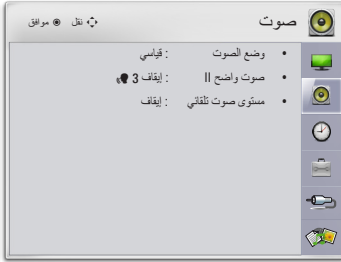 صوت
نقل موافق
وضع الصوت : قياسي
صوت واضح II : إيقاف 3
مستوى صوت تلقائي : إيقاف